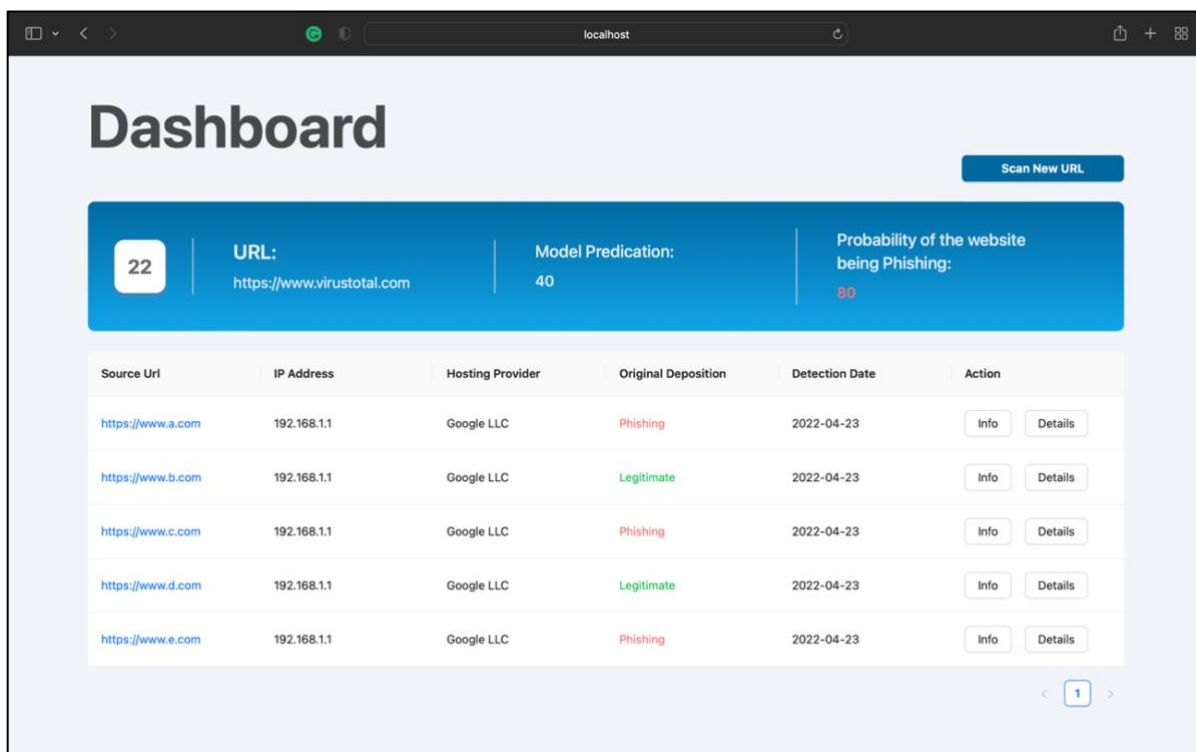 localhost
Dashboard
Scan New URL
22
URL:
https://www.virustotal.com
Model Predication:
40
Probability of the website
being Phishing:
80
Source Url IP Address Hosting Provider Original Deposition Detection Date Action
https://www.a.com 192.168.1.1 Google LLC Phishing 2022-04-23 Info Details
https://www.b.com 192.168.1.1 Google LLC Legitimate 2022-04-23 Info Details
https://www.c.com 192.168.1.1 Google LLC Phishing 2022-04-23 Info Details
https://www.d.com 192.168.1.1 Google LLC Legitimate 2022-04-23 Info Details
https://www.e.com 192.168.1.1 Google LLC Phishing 2022-04-23 Info Details
1